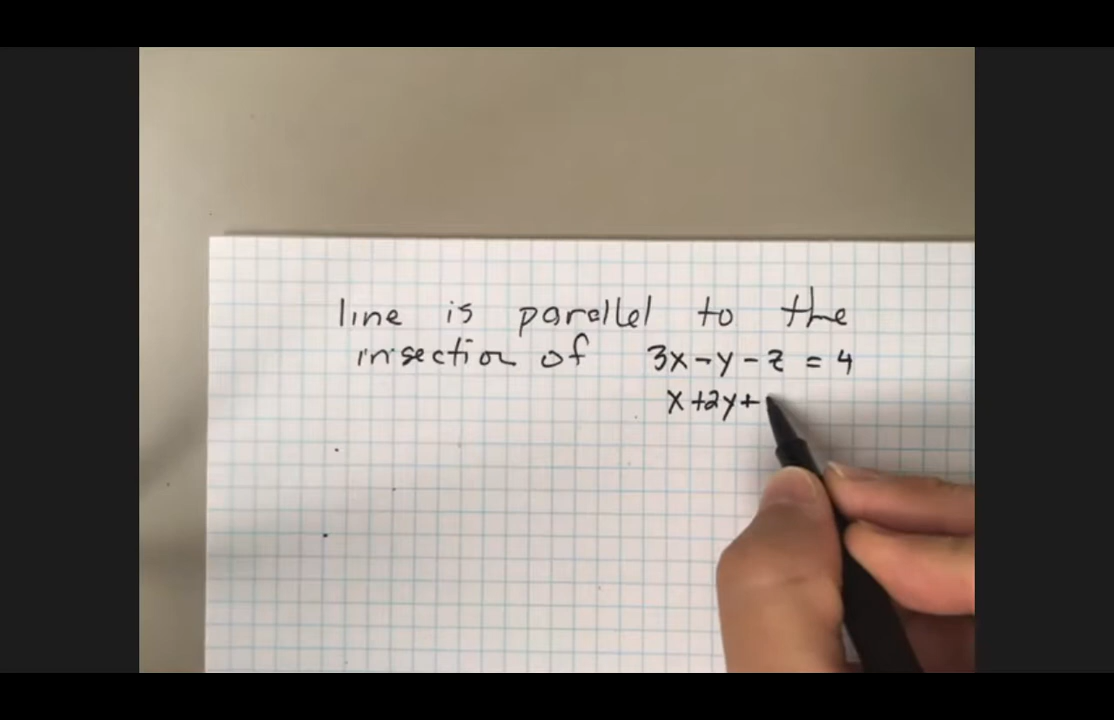 line is parallel to the
insection of 3x-y-z = 4
x+2y+